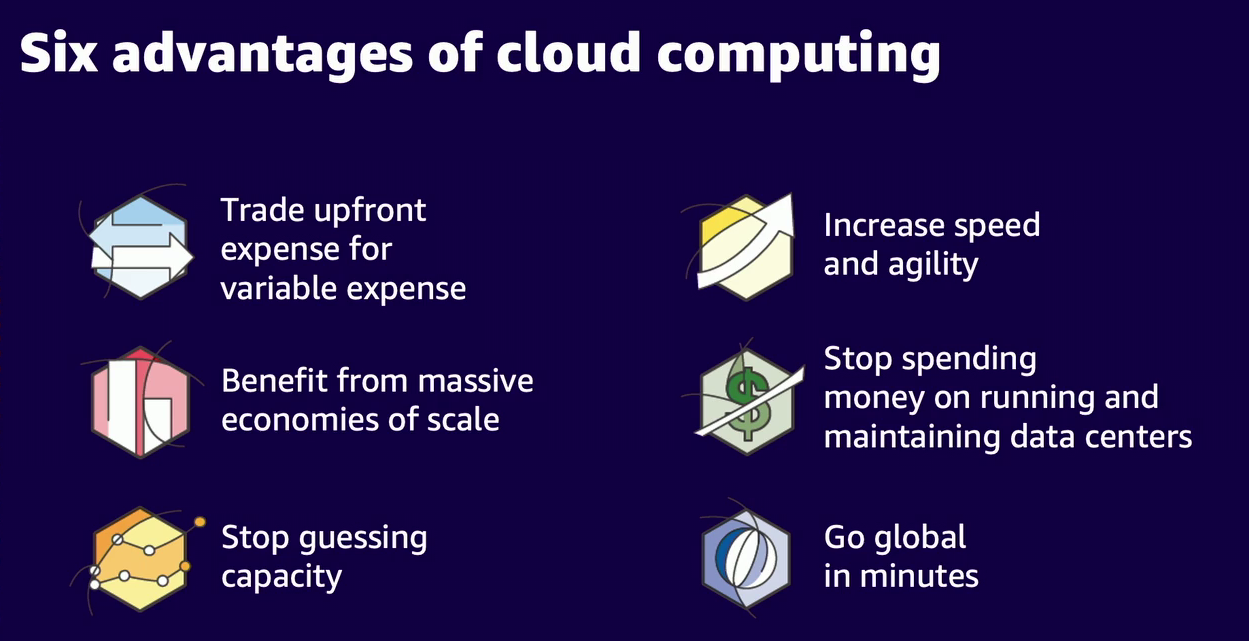 Six advantages of cloud computing
Trade upfront
expense for
variable expense
Benefit from massive
economies of scale
Stop guessing
capacity
Increase speed
and agility
Stop spending
money on running and
maintaining data centers
Go global
in minutes